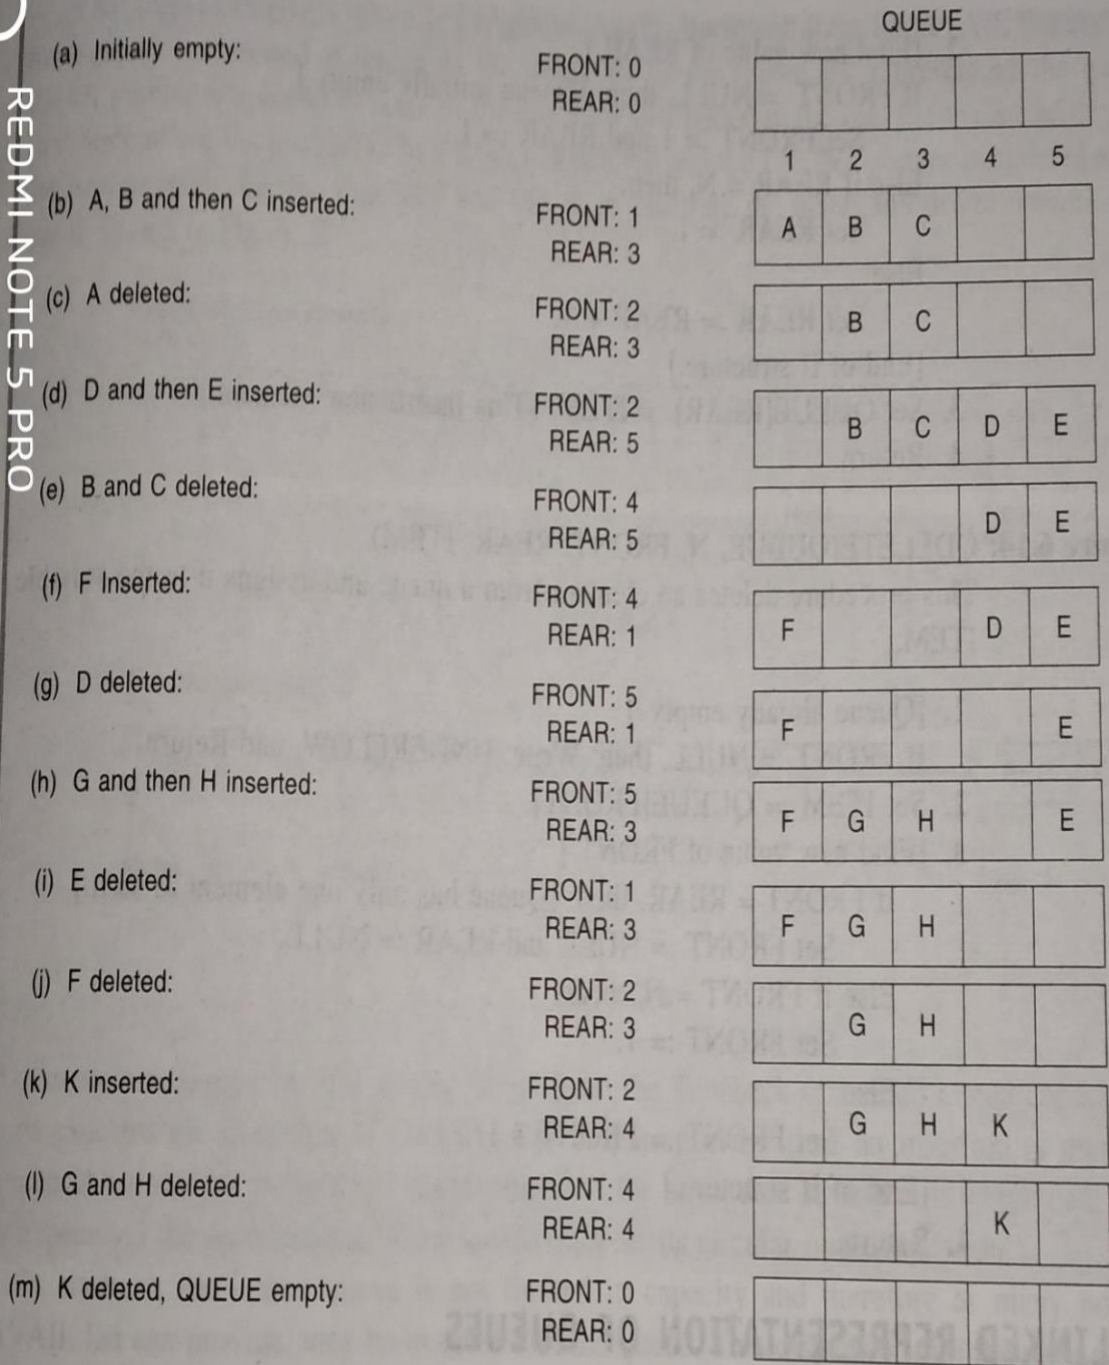 QUEUE
(a) Initially empty:
FRONT: 0
REAR: 0
1 2 3 4 5
(b) A, B and then C inserted:
FRONT: 1
REAR: 3
A B C
(c) A deleted:
FRONT: 2
REAR: 3
B C
(d) D and then E inserted:
FRONT: 2
REAR: 5
B C D E
(e) B and C deleted:
FRONT: 4
REAR: 5
D E
(f) F Inserted:
FRONT: 4
REAR: 1
F D E
(g) D deleted:
FRONT: 5
REAR: 1
F E
(h) G and then H inserted:
FRONT: 5
REAR: 3
F G H E
(i) E deleted:
FRONT: 1
REAR: 3
F G H
(j) F deleted:
FRONT: 2
REAR: 3
G H
(k) K inserted:
FRONT: 2
REAR: 4
G H K
(l) G and H deleted:
FRONT: 4
REAR: 4
K
(m) K deleted, QUEUE empty:
FRONT: 0
REAR: 0
REDMI NOTE 5 PRO